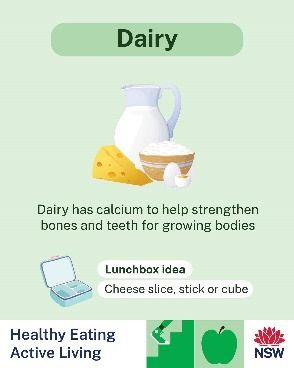 Dairy
Dairy has calcium to help strengthen
bones and teeth for growing bodies
Lunchbox idea
Cheese slice, stick or cube
Healthy Eating
Active Living
NSW